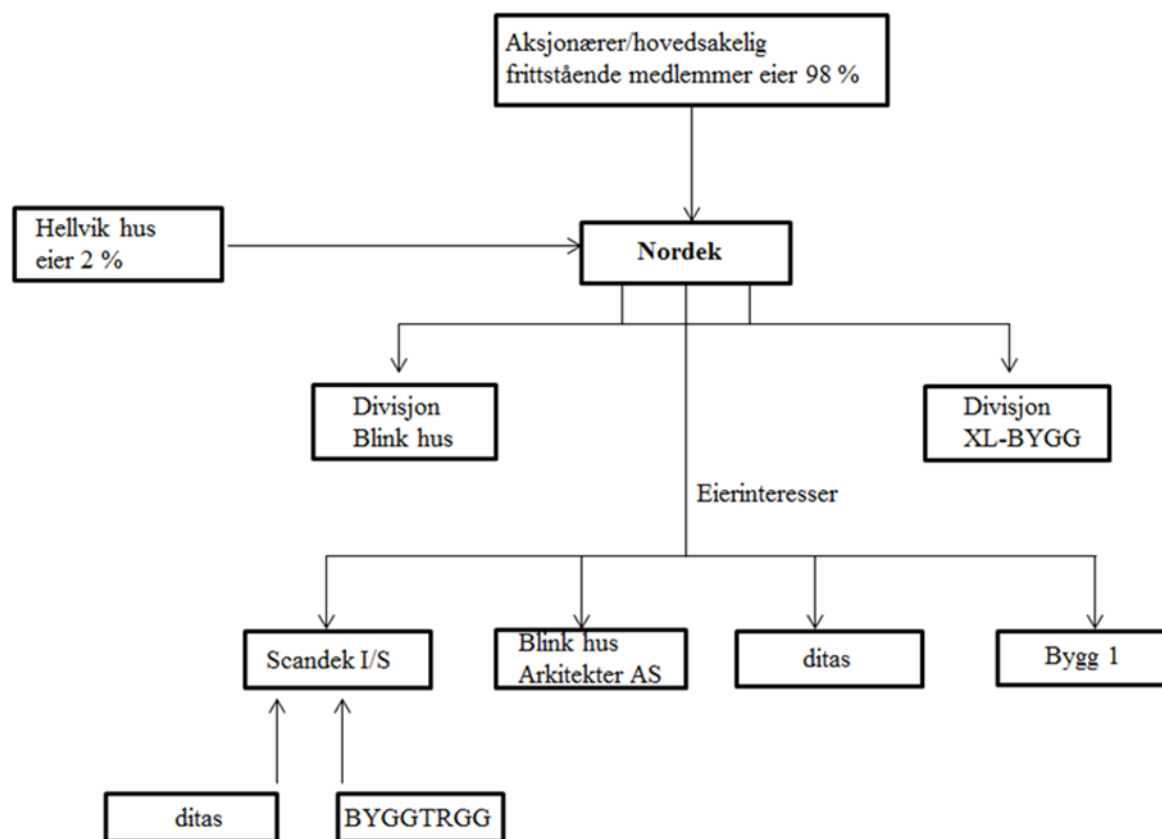 Aksjonærer/hovedsakelig
frittstående medlemmer eier 98 %
Hellvik hus
eier 2 %
Nordek
Divisjon
Blink hus
Divisjon
XL-BYGG
Eierinteresser
Scandek I/S
Blink hus
Arkitekter AS
ditas
Bygg 1
ditas
BYGGTRGG